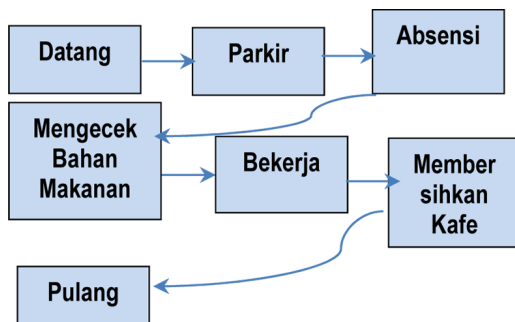 Datang
Parkir
Absensi
Mengecek
Bahan
Makanan
Bekerja
Member
sihkan
Kafe
Pulang